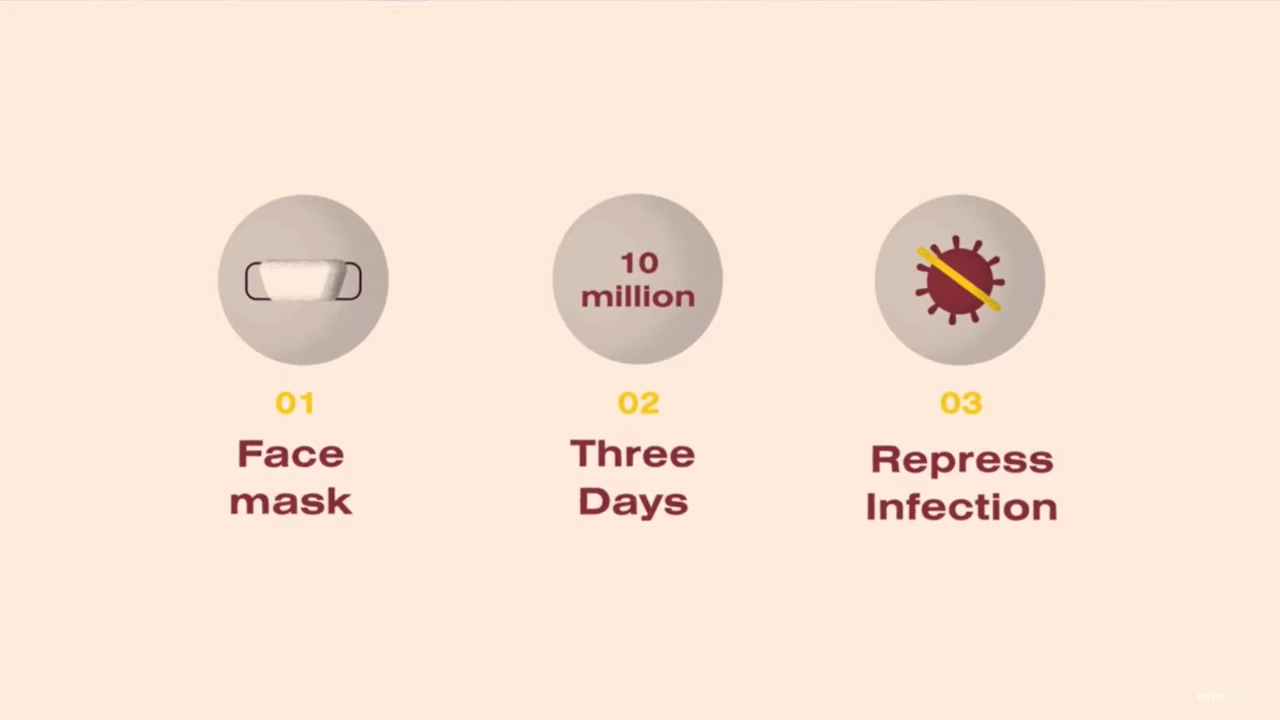 10
million
01
02
03
Face
mask
Three
Days
Repress
Infection